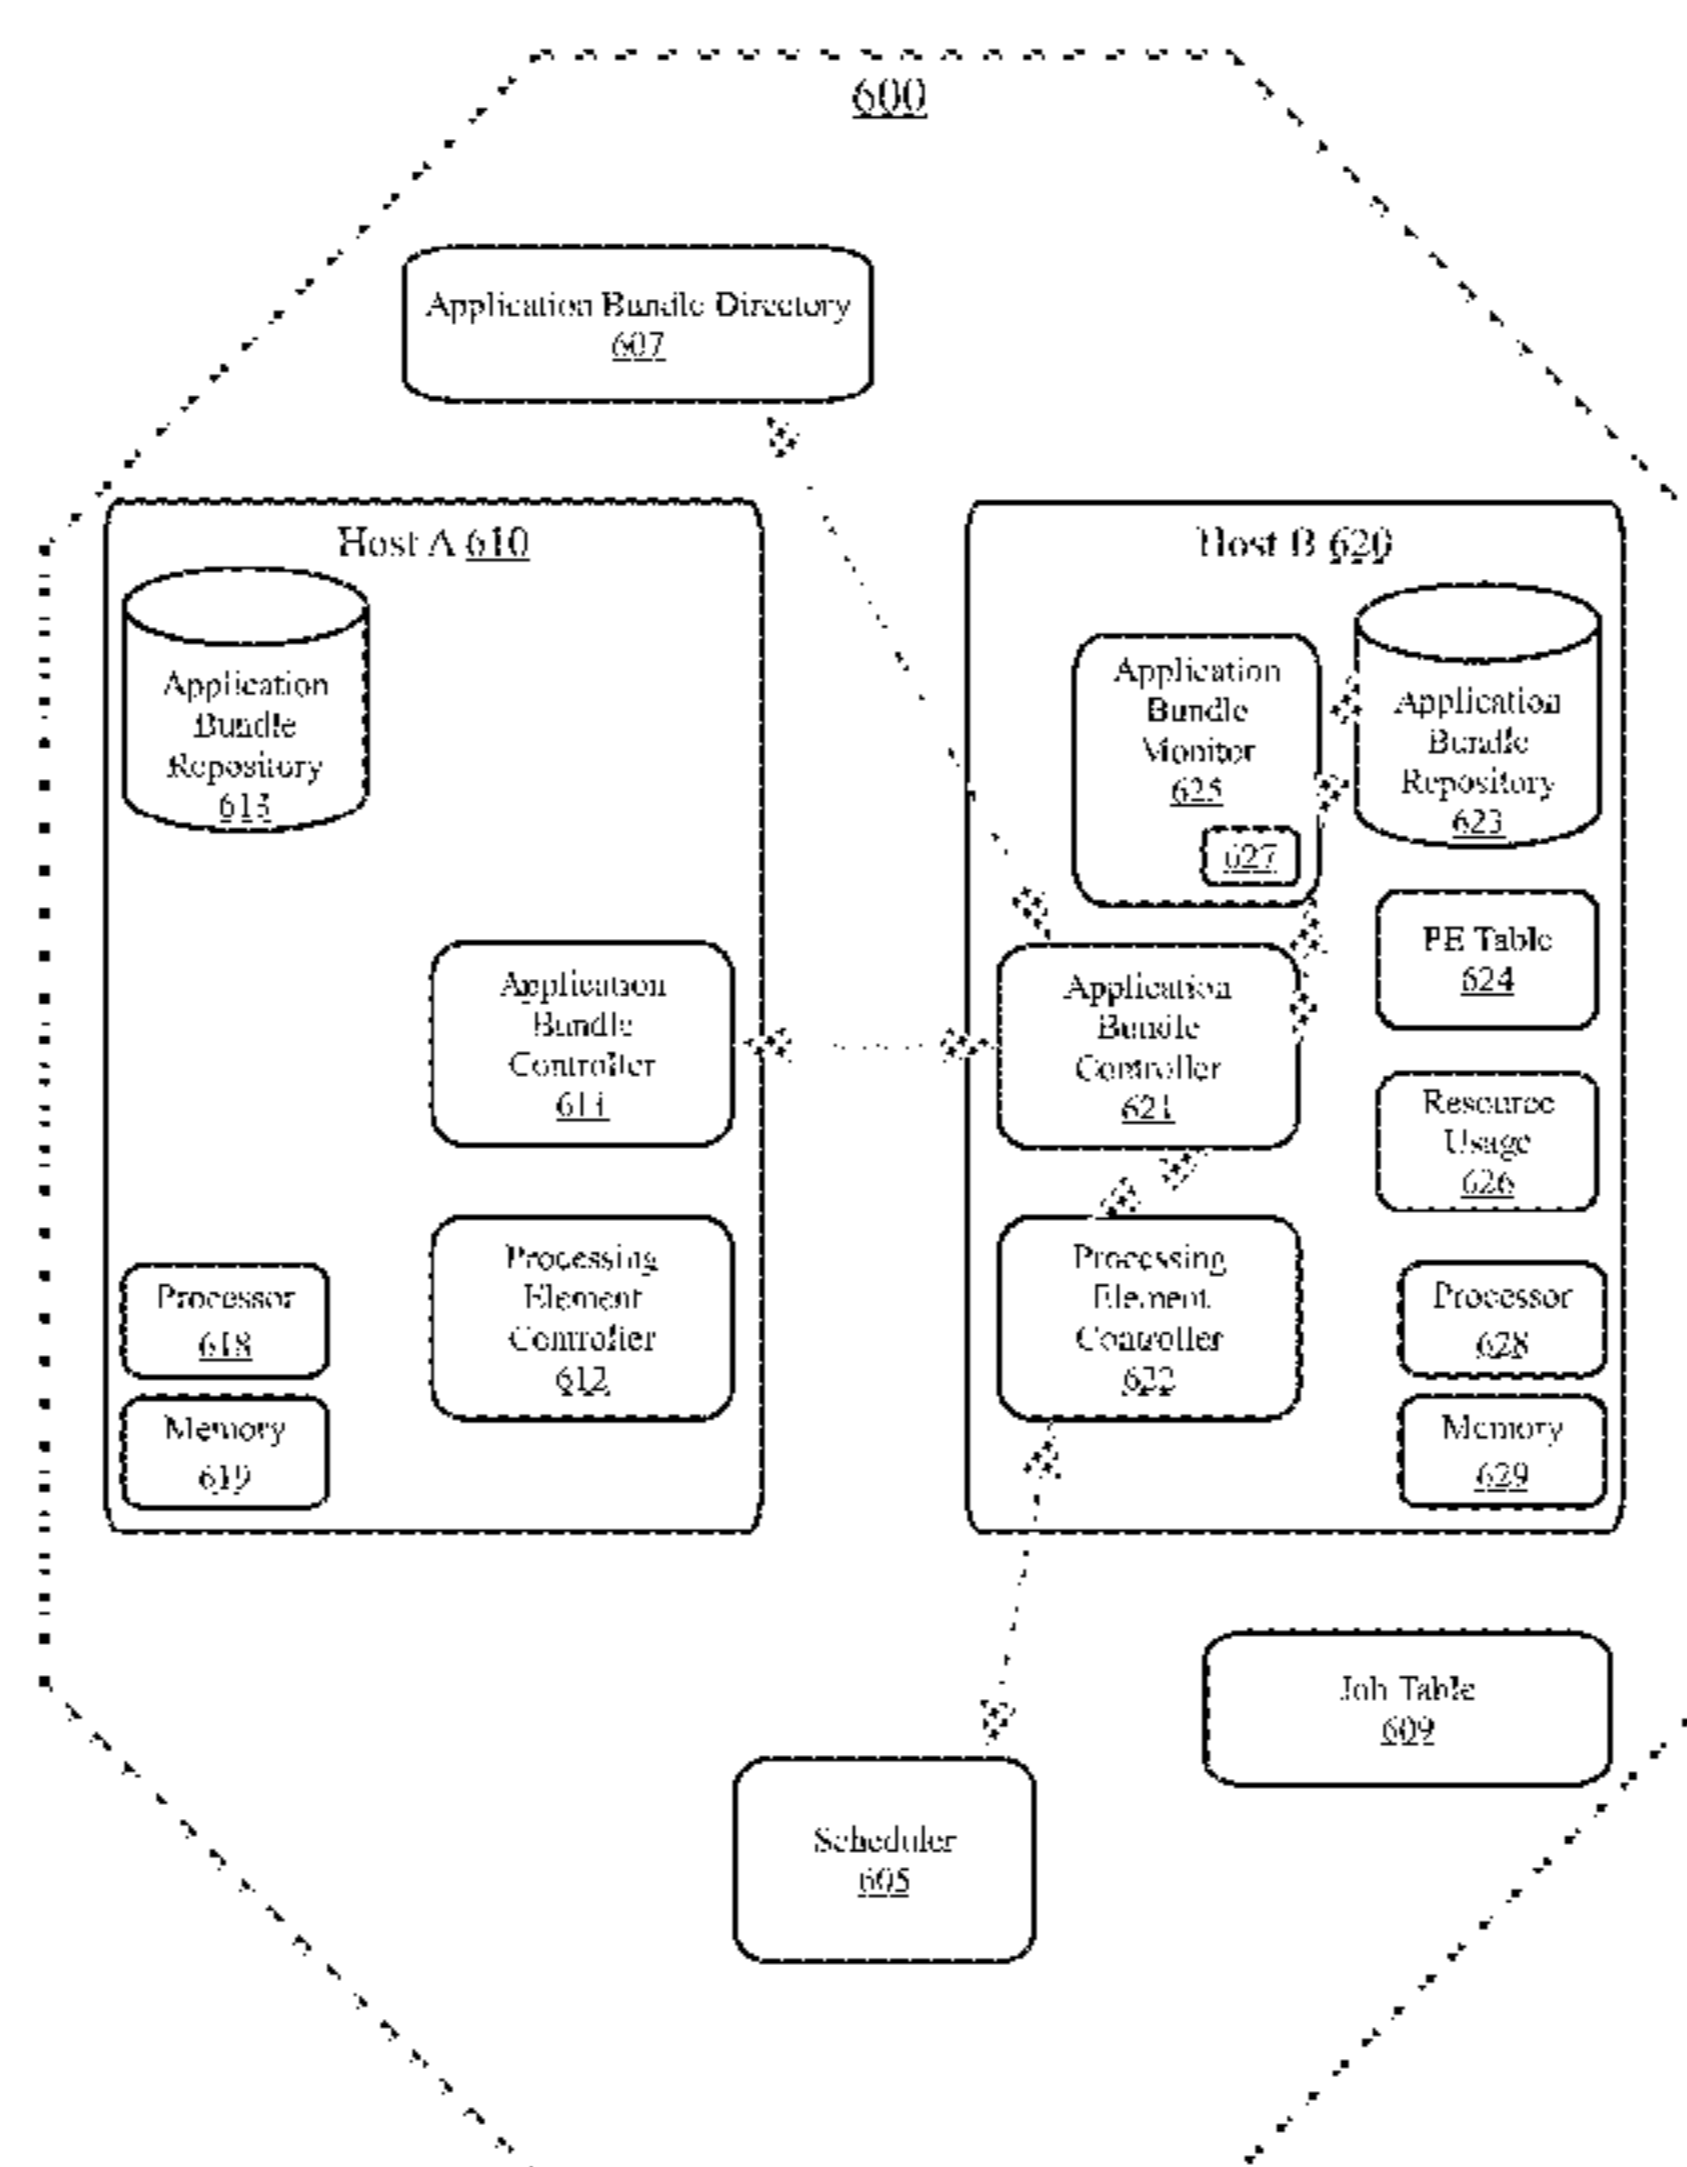 600
Application Bundle Directory
607
Host A 610
Application
Bundle
Repository
613
Application
Bundle
Controller
611
Processing
Element
Controller
612
Processor
618
Memory
619
Host B 620
Application
Bundle
Monitor
625
627
Application
Bundle
Repository
623
PE Table
624
Application
Bundle
Controller
621
Resource
Usage
626
Processing
Element
Controller
622
Processor
628
Memory
629
Job Table
609
Scheduler
605